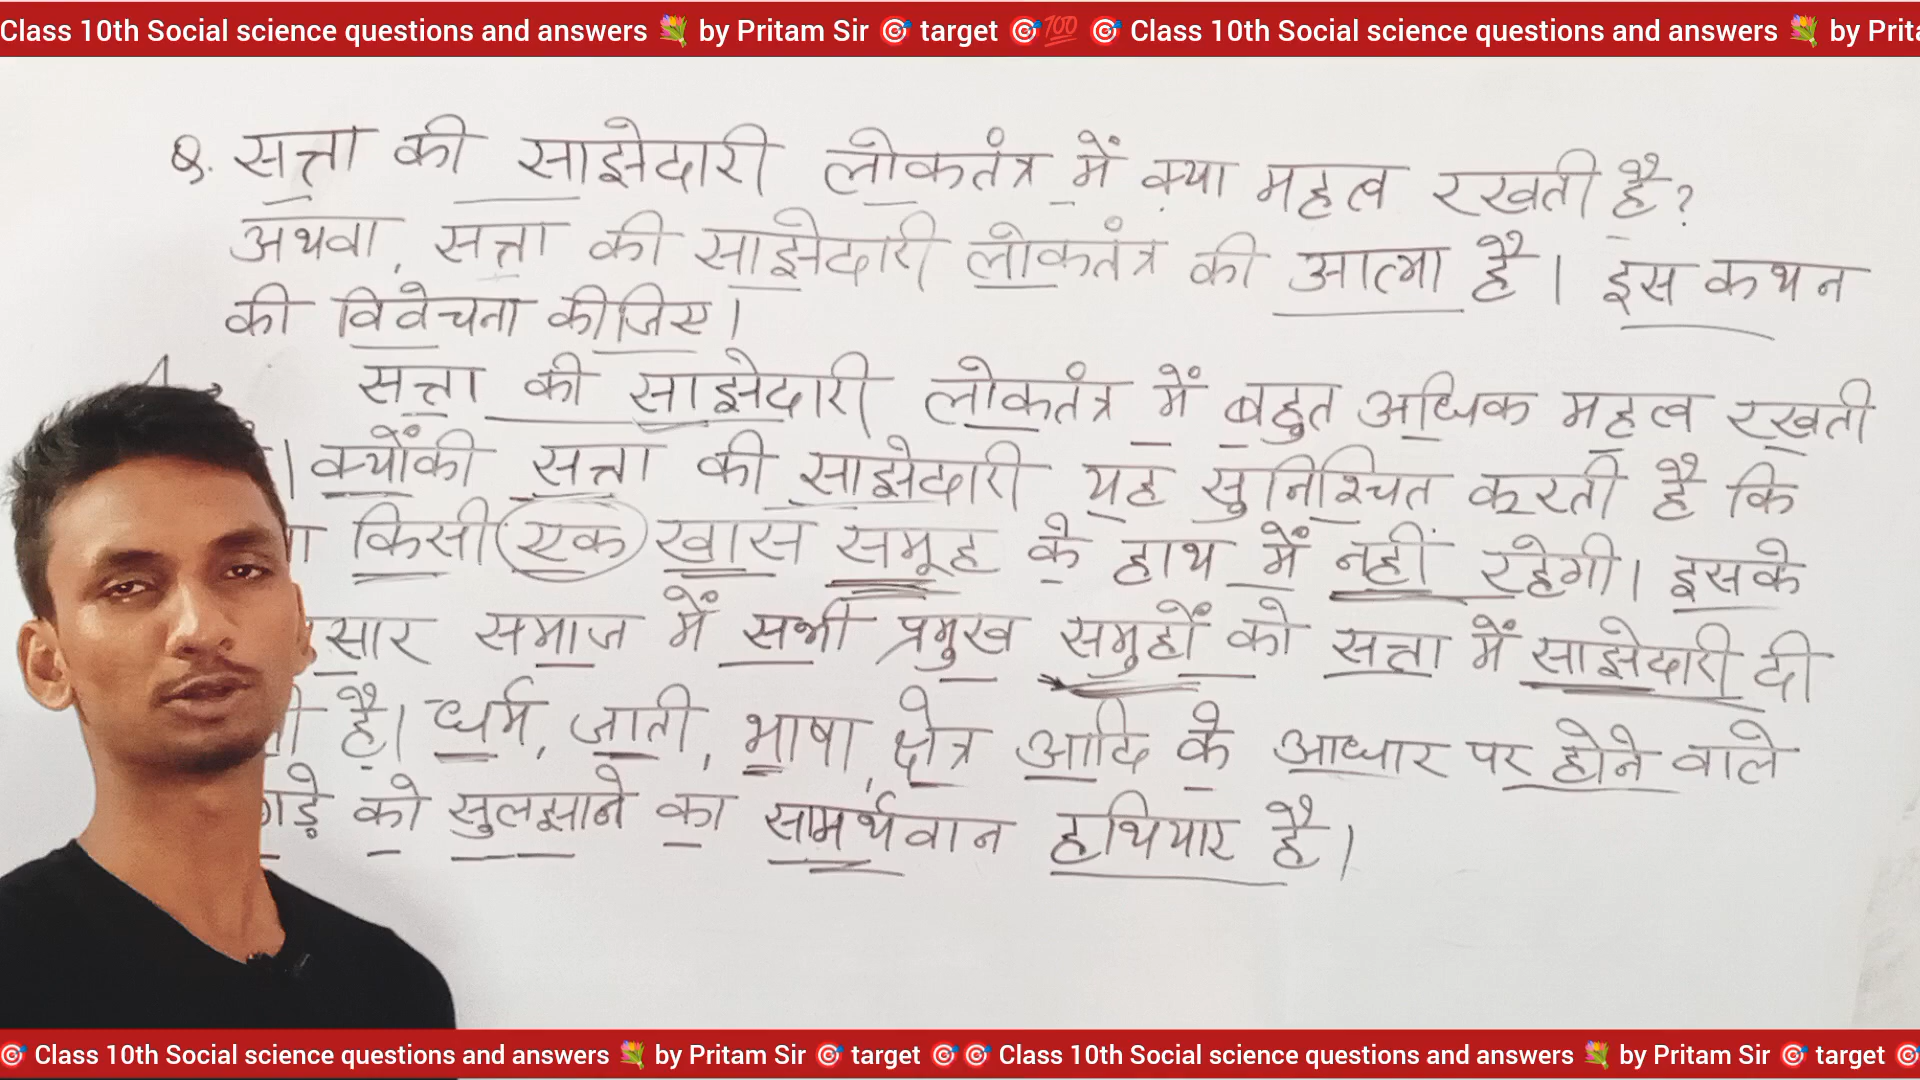 Class 10th Social science questions and answers 💐 by Pritam Sir 🎯 target 🎯💯 🎯 Class 10th Social science questions and answers 💐 by Prita
Q. सत्ता की साझेदारी लोकतंत्र में क्या महत्व रखती है?
अथवा, सत्ता की साझेदारी लोकतंत्र की आत्मा है। इस कथन
की विवेचना कीजिए।
सत्ता की साझेदारी लोकतंत्र में बहुत अधिक महत्व रखती
। क्योंकी सत्ता की साझेदारी यह सुनिश्चित करती है कि
किसी एक खास समूह के हाथ में नहीं रहेगी। इसके
सार समाज में सभी प्रमुख समुहों को सत्ता में साझेदारी दी
है। धर्म, जाती, भाषा, क्षेत्र आदि के आधार पर होने वाले
गड़े को सुलझाने का सामर्थवान हथियार है।
🎯 Class 10th Social science questions and answers 💐 by Pritam Sir 🎯 target 🎯🎯 Class 10th Social science questions and answers 💐 by Pritam Sir 🎯 target 🎯